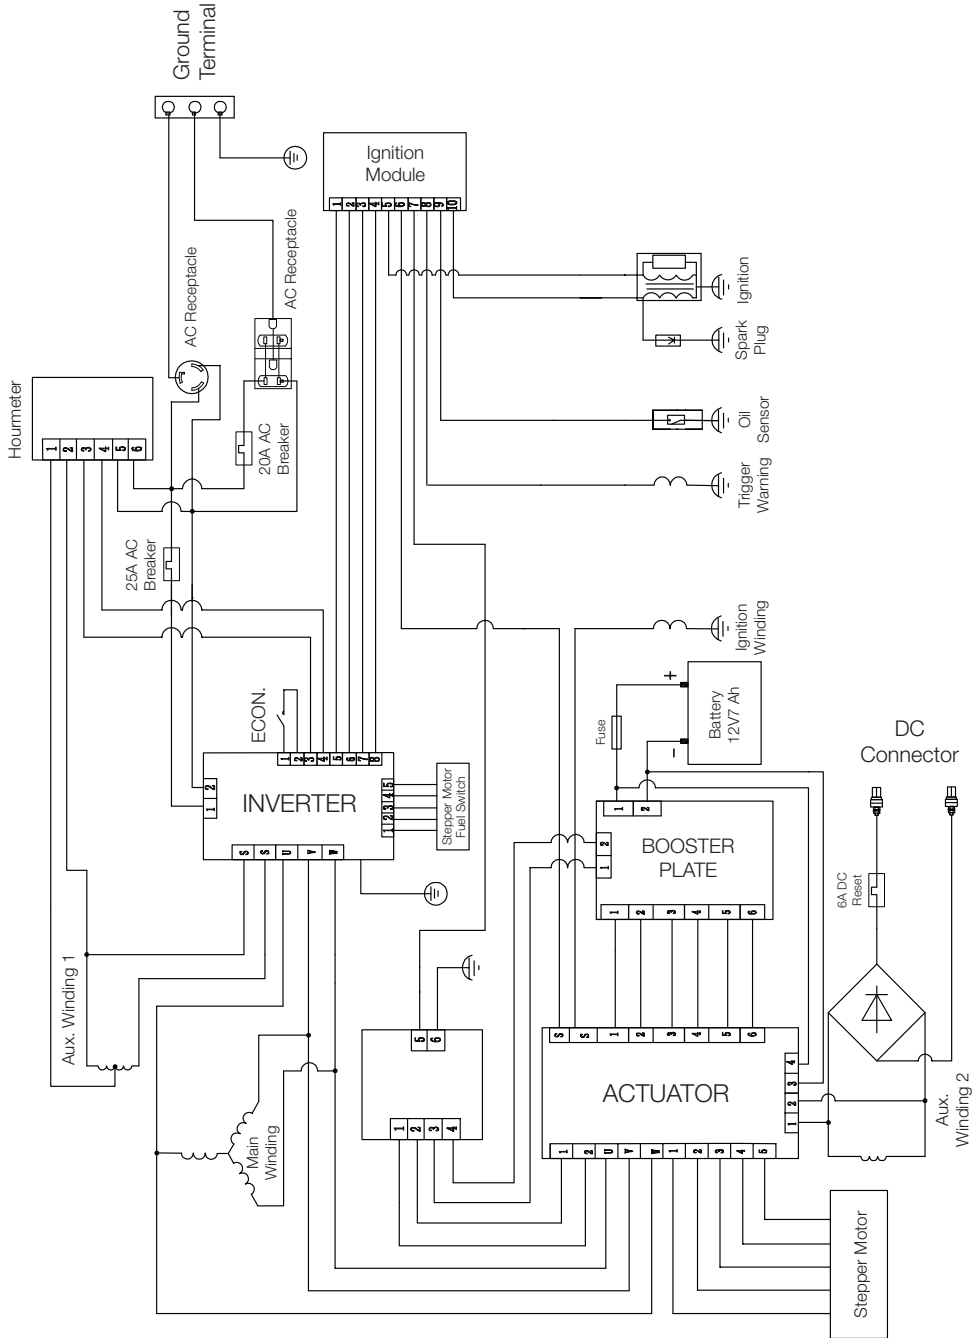 Ground
Terminal
Ignition
Module
1 2 3 4 5 6 7 8 9 10
AC Receptacle
AC Receptacle
Hourmeter
1 2 3 4 5 6
20A AC
Breaker
25A AC
Breaker
Ignition
Spark
Plug
Oil
Sensor
Trigger
Warning
Ignition
Winding
ECON.
INVERTER
1 2
1 2 3 4 5 6 7 8
1 2 3 4 5
S S U V W
Stepper Motor
Fuel Switch
Fuse
+
-
Battery
12V7 Ah
BOOSTER
PLATE
1 2
1 2
1 2 3 4 5 6
DC
Connector
6A DC
Reset
Aux. Winding 1
Main
Winding
5 6
1 2 3 4
ACTUATOR
S S 1 2 3 4 5 6
1 2 3 4
1 2 U V W 1 2 3 4 5
Aux.
Winding 2
Stepper Motor